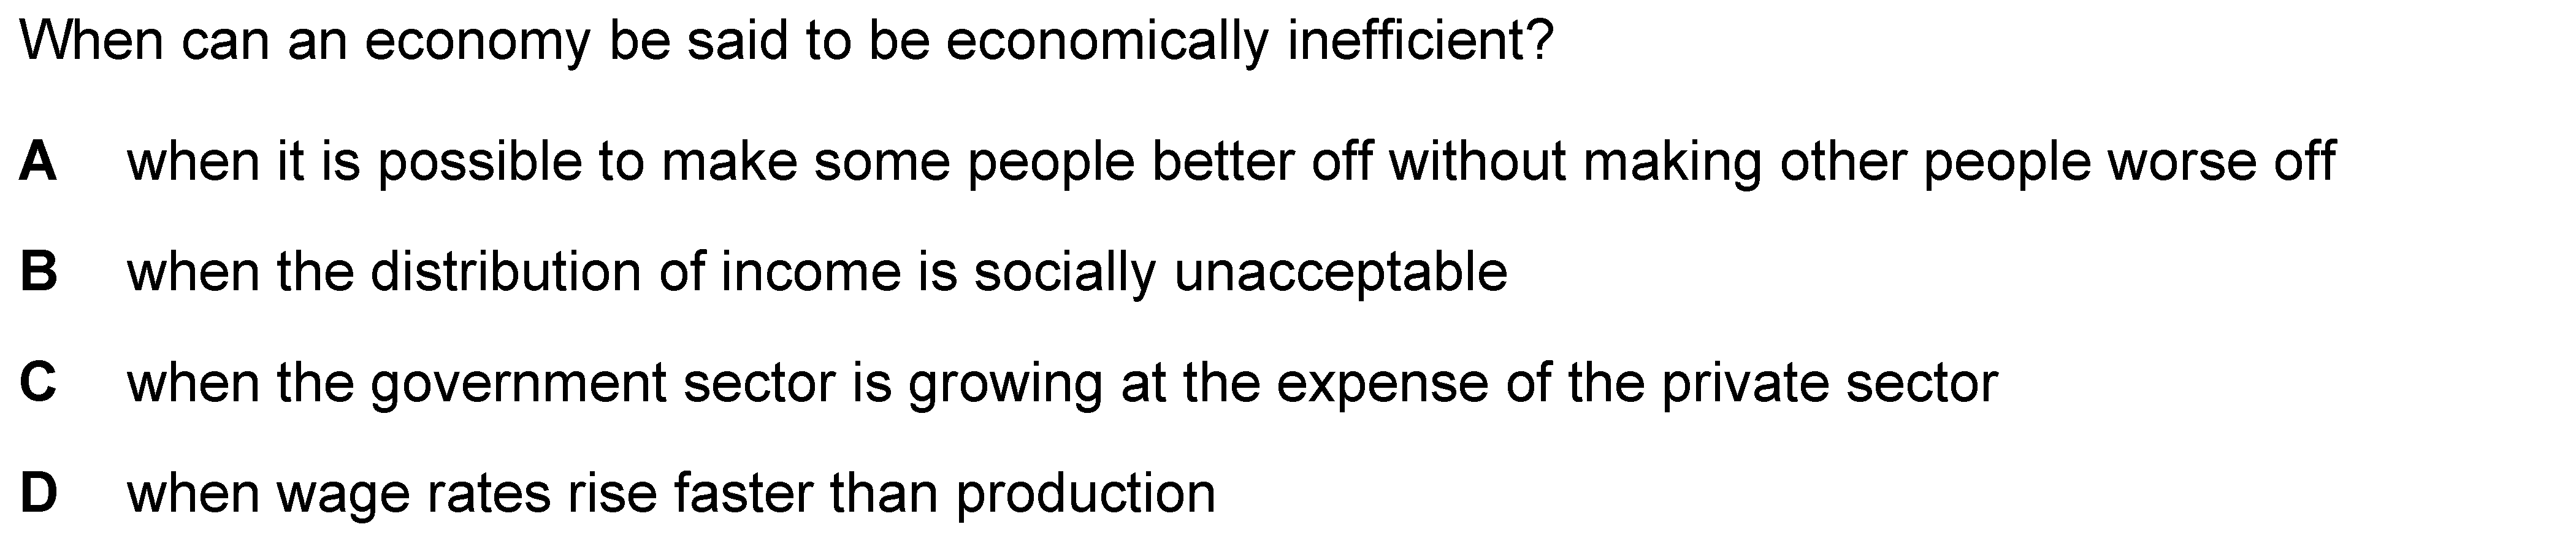 When can an economy be said to be economically inefficient?
A when it is possible to make some people better off without making other people worse off
B when the distribution of income is socially unacceptable
C when the government sector is growing at the expense of the private sector
D when wage rates rise faster than production